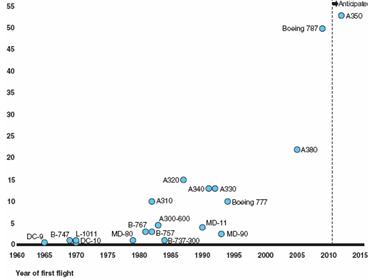 Anticipated
55
A350
50
Boeing 787
45
40
35
30
25
A380
20
15
A320
A340
A330
10
A310
Boeing 777
5
A300-600
B-767
MD-11
B-747
L-1011
MD-80
B-757
MD-90
DC-9
DC-10
B-737-300
1960 1965 1970 1975 1980 1985 1990 1995 2000 2005 2010 2015
Year of first flight